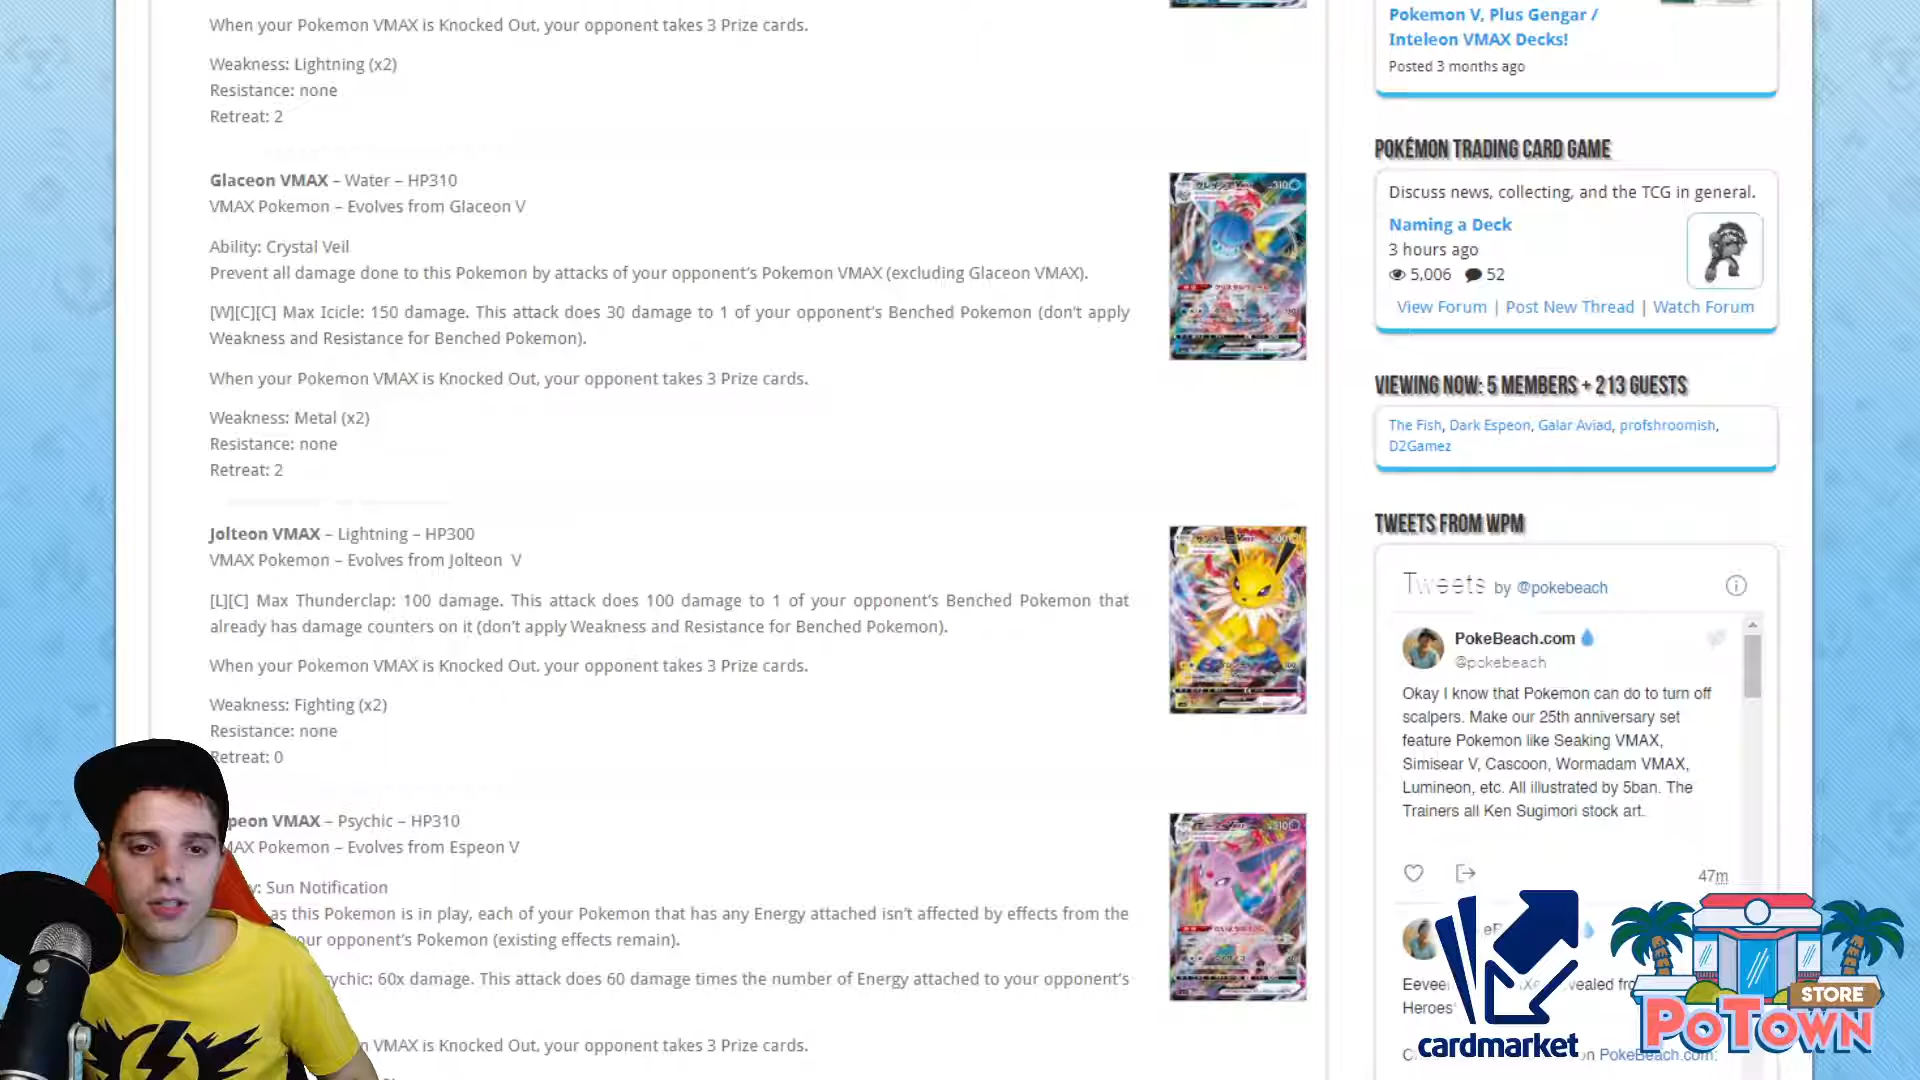 When your Pokemon VMAX is Knocked Out, your opponent takes 3 Prize cards.
Weakness: Lightning (x2)
Resistance: none
Retreat: 2
Glaceon VMAX – Water – HP310
VMAX Pokemon – Evolves from Glaceon V
Ability: Crystal Veil
Prevent all damage done to this Pokemon by attacks of your opponent's Pokemon VMAX (excluding Glaceon VMAX).
[W][C][C] Max Icicle: 150 damage. This attack does 30 damage to 1 of your opponent's Benched Pokemon (don't apply
Weakness and Resistance for Benched Pokemon).
When your Pokemon VMAX is Knocked Out, your opponent takes 3 Prize cards.
Weakness: Metal (x2)
Resistance: none
Retreat: 2
Jolteon VMAX – Lightning – HP300
VMAX Pokemon – Evolves from Jolteon V
[L][C] Max Thunderclap: 100 damage. This attack does 100 damage to 1 of your opponent's Benched Pokemon that
already has damage counters on it (don't apply Weakness and Resistance for Benched Pokemon).
When your Pokemon VMAX is Knocked Out, your opponent takes 3 Prize cards.
Weakness: Fighting (x2)
Resistance: none
Retreat: 0
peon VMAX – Psychic – HP310
MAX Pokemon – Evolves from Espeon V
: Sun Notification
as this Pokemon is in play, each of your Pokemon that has any Energy attached isn't affected by effects from the
our opponent's Pokemon (existing effects remain).
ychic: 60x damage. This attack does 60 damage times the number of Energy attached to your opponent's
VMAX is Knocked Out, your opponent takes 3 Prize cards.
Pokemon V, Plus Gengar /
Inteleon VMAX Decks!
Posted 3 months ago
POKÉMON TRADING CARD GAME
Discuss news, collecting, and the TCG in general.
Naming a Deck
3 hours ago
5,006 52
View Forum | Post New Thread | Watch Forum
VIEWING NOW: 5 MEMBERS + 213 GUESTS
The Fish, Dark Espeon, Galar Aviad, profshroomish,
D2Gamez
TWEETS FROM WPM
Tweets by @pokebeach
PokeBeach.com
@pokebeach
Okay I know that Pokemon can do to turn off
scalpers. Make our 25th anniversary set
feature Pokemon like Seaking VMAX,
Simisear V, Cascoon, Wormadam VMAX,
Lumineon, etc. All illustrated by 5ban. The
Trainers all Ken Sugimori stock art.
47m
Heroes'
on PokeBeach.com:
cardmarket
STORE
POTOWN